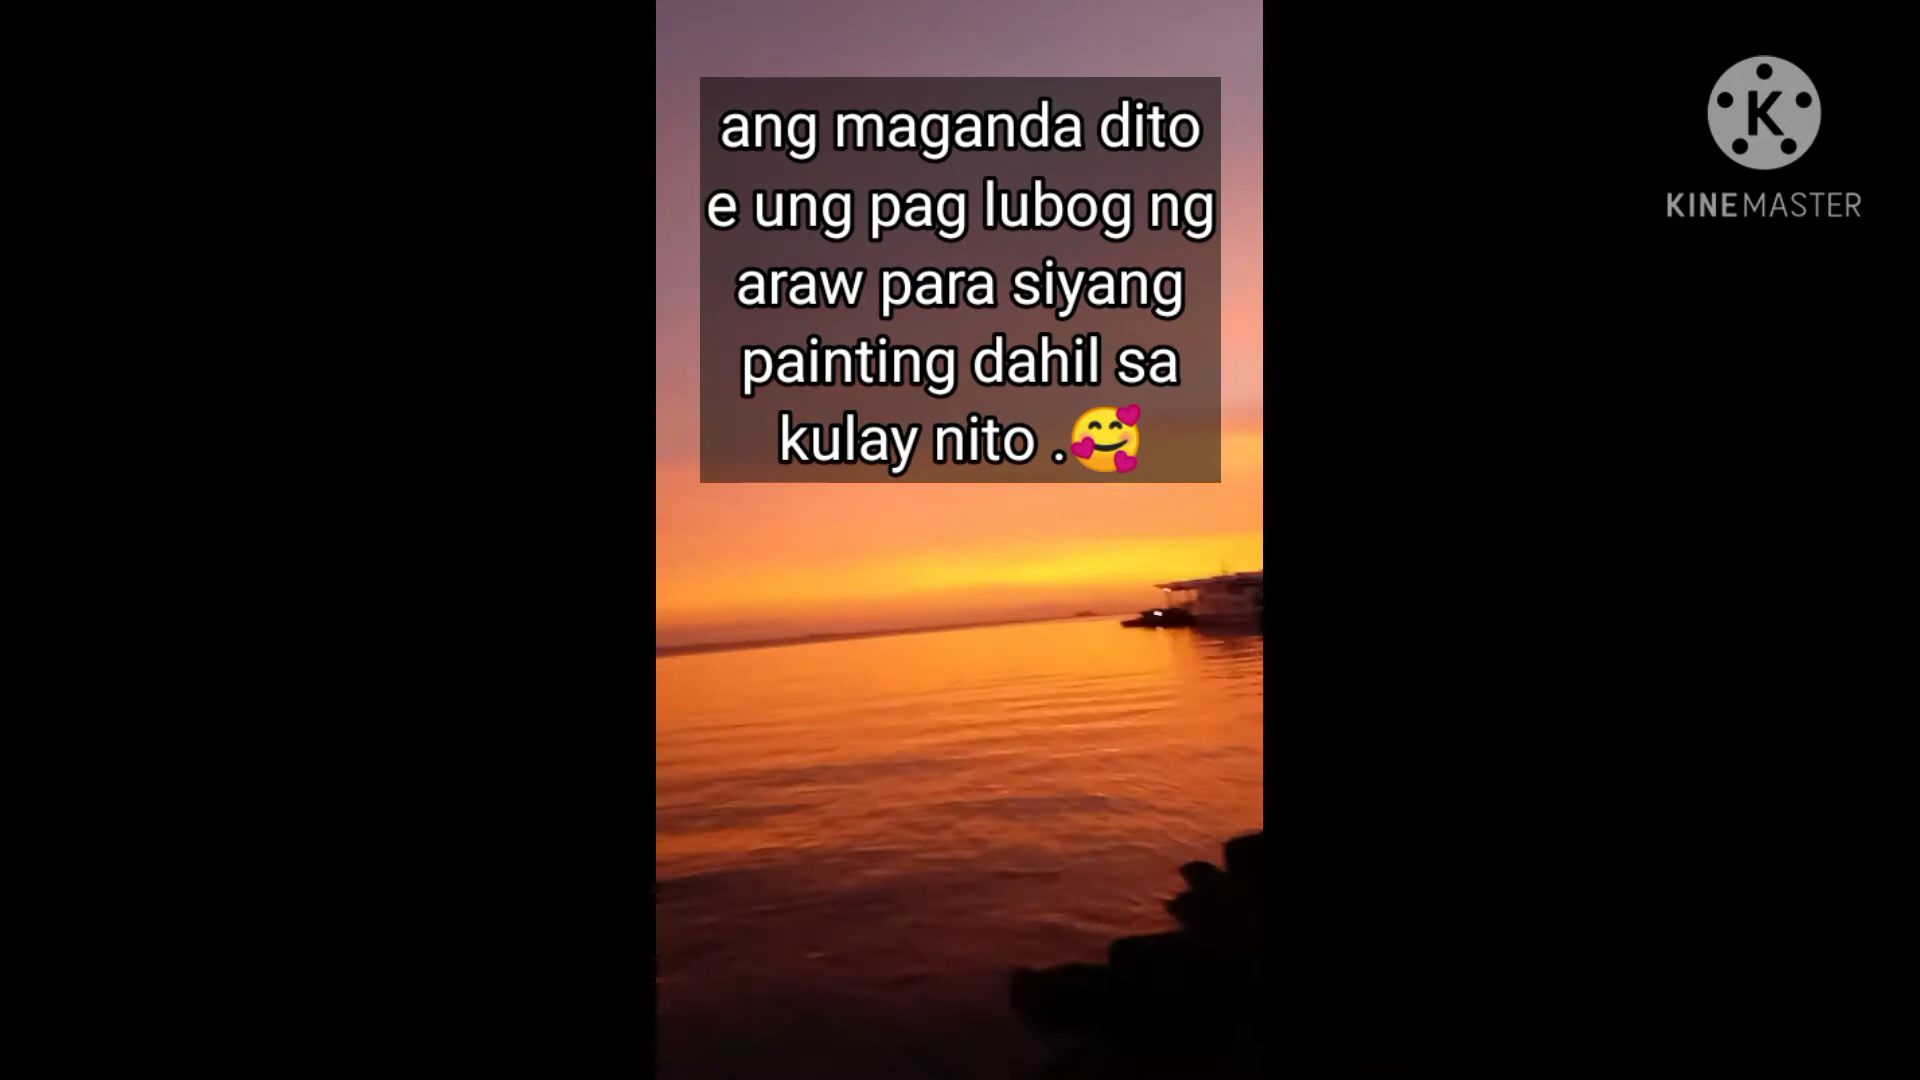 ang maganda dito
e ung pag lubog ng
araw para siyang
painting dahil sa
kulay nito .🥰
K
KINEMASTER